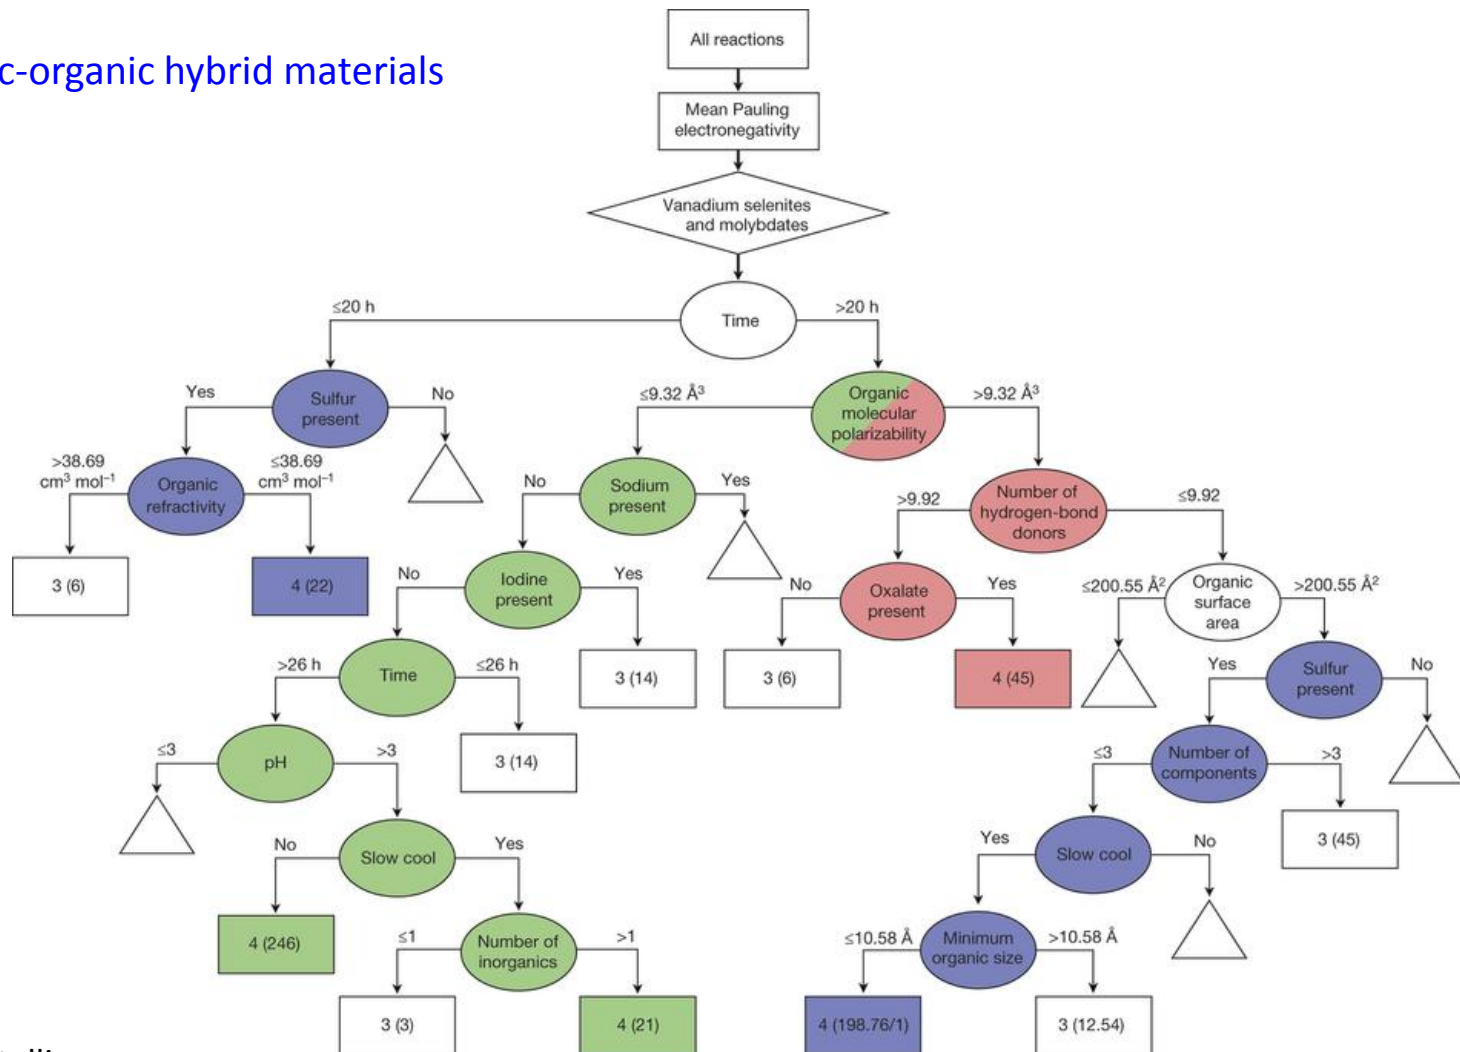 c-organic hybrid materials
All reactions
Mean Pauling
electronegativity
Vanadium selenites
and molybdates
≤20 h
Time
>20 h
Yes
Sulfur
present
No
≤9.32 Å³
Organic
molecular
polarizability
>9.32 Å³
>38.69
cm³ mol⁻¹
Organic
refractivity
≤38.69
cm³ mol⁻¹
No
Sodium
present
Yes
>9.92
Number of
hydrogen-bond
donors
≤9.92
3 (6)
4 (22)
No
Iodine
present
Yes
No
Oxalate
present
Yes
≤200.55 Å²
Organic
surface
area
>200.55 Å²
>26 h
Time
≤26 h
3 (14)
3 (6)
4 (45)
Yes
Sulfur
present
No
≤3
pH
>3
3 (14)
≤3
Number of
components
>3
No
Slow cool
Yes
Yes
Slow cool
No
3 (45)
4 (246)
≤1
Number of
inorganics
>1
≤10.58 Å
Minimum
organic size
>10.58 Å
3 (3)
4 (21)
4 (198.76/1)
3 (12.54)